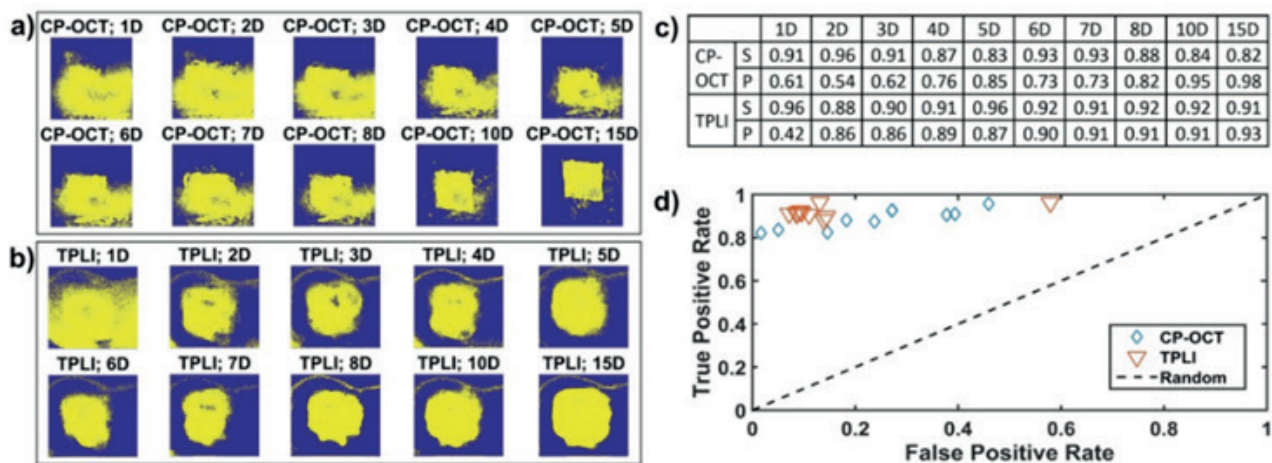 a)
CP-OCT; 1D CP-OCT; 2D CP-OCT; 3D CP-OCT; 4D CP-OCT; 5D
CP-OCT; 6D CP-OCT; 7D CP-OCT; 8D CP-OCT; 10D CP-OCT; 15D
b)
TPLI; 1D TPLI; 2D TPLI; 3D TPLI; 4D TPLI; 5D
TPLI; 6D TPLI; 7D TPLI; 8D TPLI; 10D TPLI; 15D
c)
1D 2D 3D 4D 5D 6D 7D 8D 10D 15D
CP-OCT
S 0.91 0.96 0.91 0.87 0.83 0.93 0.93 0.88 0.84 0.82
P 0.61 0.54 0.62 0.76 0.85 0.73 0.73 0.82 0.95 0.98
TPLI
S 0.96 0.88 0.90 0.91 0.96 0.92 0.91 0.92 0.92 0.91
P 0.42 0.86 0.86 0.89 0.87 0.90 0.91 0.91 0.91 0.93
d)
True Positive Rate
1
0.8
0.6
0.4
0.2
0
0 0.2 0.4 0.6 0.8 1
False Positive Rate
CP-OCT
TPLI
Random